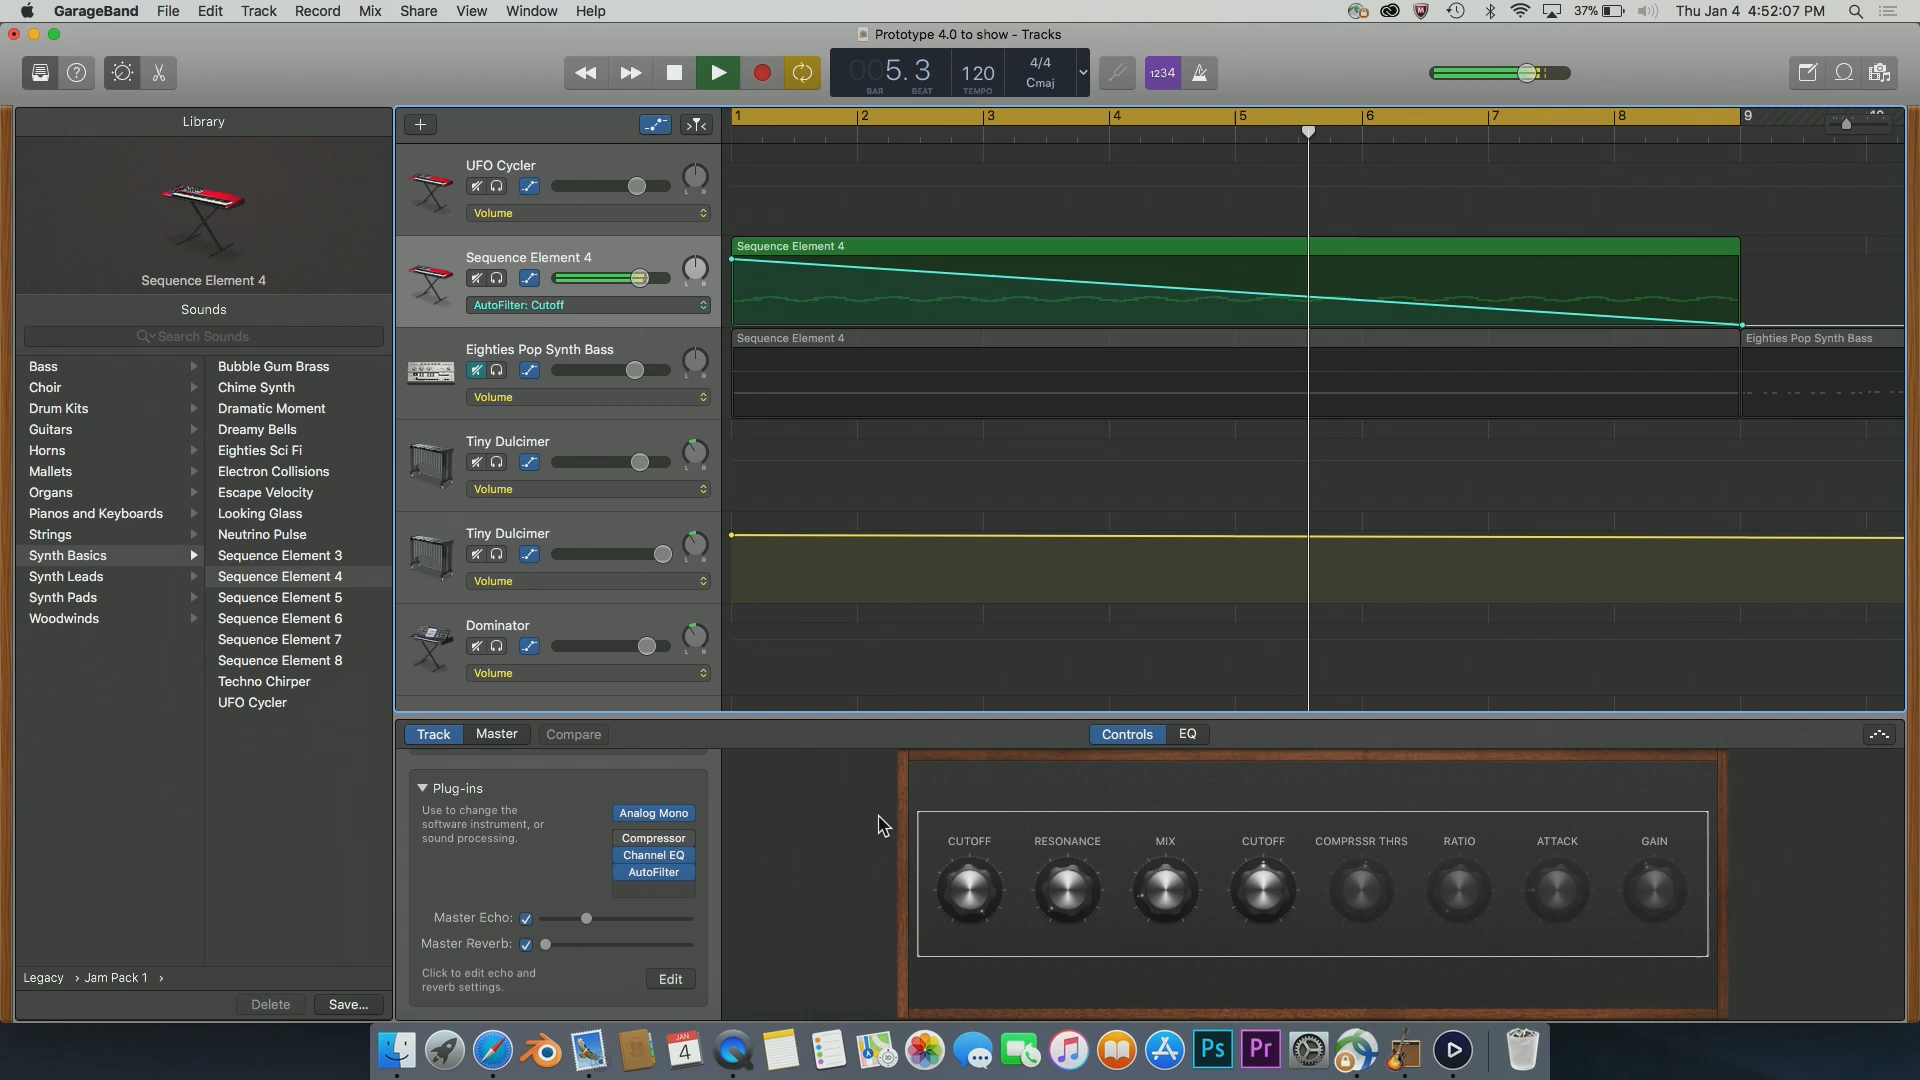 GarageBand File Edit Track Record Mix Share View Window Help
37% Thu Jan 4 4:52:07 PM
Prototype 4.0 to show - Tracks
005.3 120 4/4 Cmaj
BAR BEAT TEMPO
1234
Library
Sequence Element 4
Sounds
Search Sounds
Bass
Choir
Drum Kits
Guitars
Horns
Mallets
Organs
Pianos and Keyboards
Strings
Synth Basics
Synth Leads
Synth Pads
Woodwinds
Bubble Gum Brass
Chime Synth
Dramatic Moment
Dreamy Bells
Eighties Sci Fi
Electron Collisions
Escape Velocity
Looking Glass
Neutrino Pulse
Sequence Element 3
Sequence Element 4
Sequence Element 5
Sequence Element 6
Sequence Element 7
Sequence Element 8
Techno Chirper
UFO Cycler
Legacy › Jam Pack 1 ›
Delete Save...
1 2 3 4 5 6 7 8 9
UFO Cycler
L R
Volume
Sequence Element 4
L R
AutoFilter: Cutoff
Sequence Element 4
Eighties Pop Synth Bass
L R
Volume
Sequence Element 4
Eighties Pop Synth Bass
Tiny Dulcimer
L R
Volume
Tiny Dulcimer
L R
Volume
Dominator
L R
Volume
Track Master Compare
Controls EQ
Plug-ins
Use to change the
software instrument, or
sound processing.
Analog Mono
Compressor
Channel EQ
AutoFilter
Master Echo:
Master Reverb:
Click to edit echo and
reverb settings.
Edit
CUTOFF RESONANCE MIX CUTOFF COMPRSSR THRS RATIO ATTACK GAIN
JAN
4
Ps
Pr